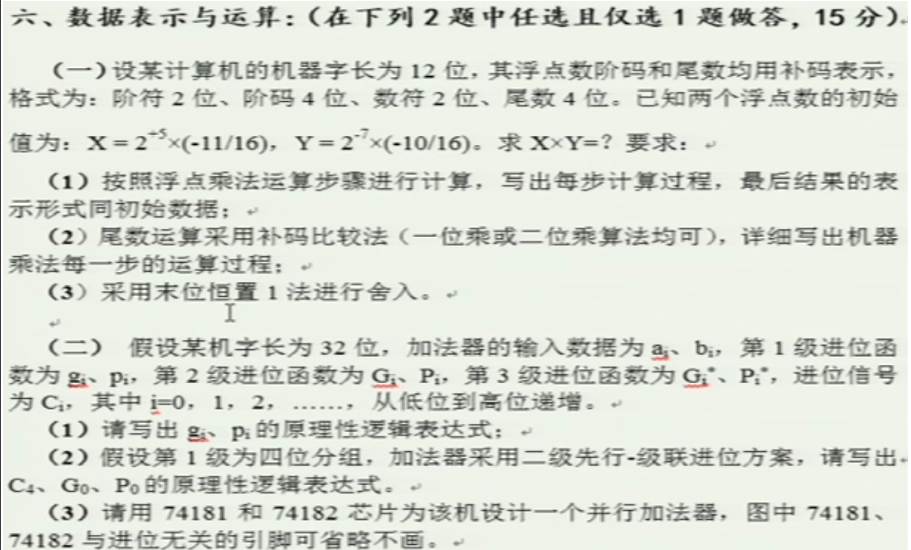 六、数据表示与运算：（在下列 2 题中任选且仅选 1 题做答，15 分）
（一）设某计算机的机器字长为 12 位，其浮点数阶码和尾数均用补码表示，
格式为：阶符 2 位、阶码 4 位、数符 2 位、尾数 4 位。已知两个浮点数的初始
值为：X = 2⁺⁵×(-11/16)，Y = 2⁻⁷×(-10/16)。求 X×Y=？要求：
（1）按照浮点乘法运算步骤进行计算，写出每步计算过程，最后结果的表
示形式同初始数据；
（2）尾数运算采用补码比较法（一位乘或二位乘算法均可），详细写出机器
乘法每一步的运算过程；
（3）采用末位恒置 1 法进行舍入。
（二） 假设某机字长为 32 位，加法器的输入数据为 aᵢ、bᵢ，第 1 级进位函
数为 gᵢ、pᵢ，第 2 级进位函数为 Gᵢ、Pᵢ，第 3 级进位函数为 Gᵢ*、Pᵢ*，进位信号
为 Cᵢ，其中 i=0，1，2，……，从低位到高位递增。
（1）请写出 gᵢ、pᵢ 的原理性逻辑表达式；
（2）假设第 1 级为四位分组，加法器采用二级先行-级联进位方案，请写出
C₄、G₀、P₀ 的原理性逻辑表达式。
（3）请用 74181 和 74182 芯片为该机设计一个并行加法器，图中 74181、
74182 与进位无关的引脚可省略不画。